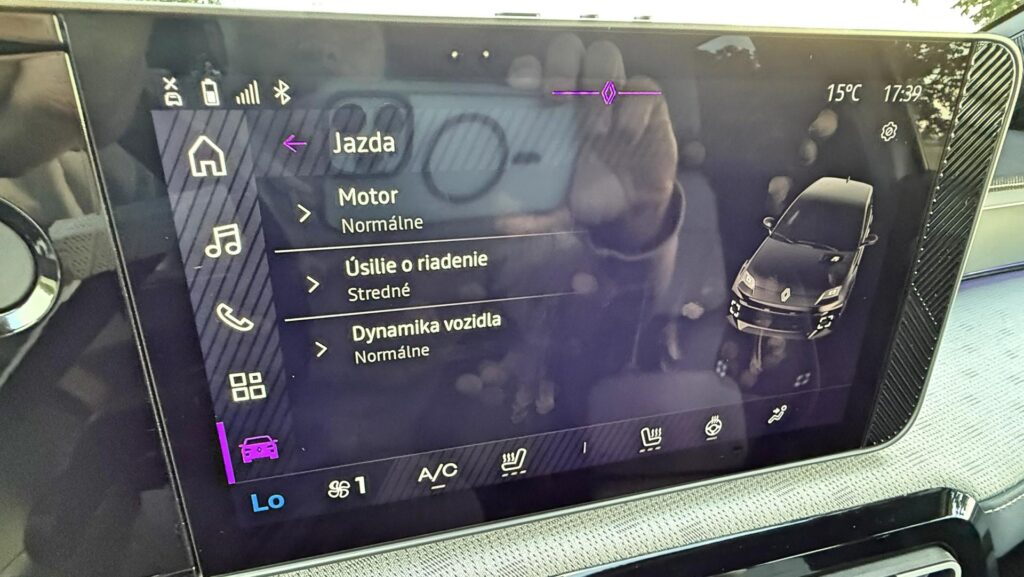 15°C 17:39
Jazda
Motor
Normálne
Úsilie o riadenie
Stredné
Dynamika vozidla
Normálne
Lo 1 A/C